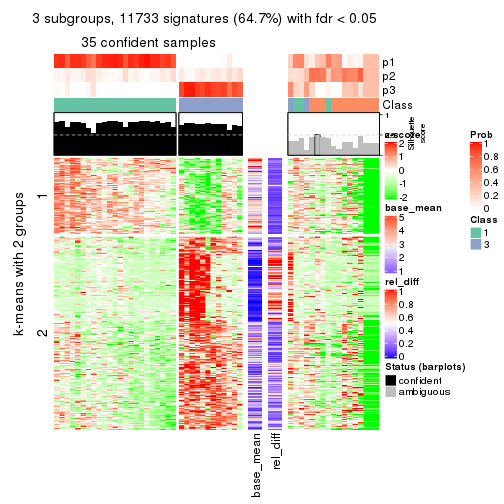 3 subgroups, 11733 signatures (64.7%) with fdr < 0.05
35 confident samples
p1
p2
p3
Class
1
Silhouette
score
z-score
2
1
0
-1
-2
base_mean
5
4
3
2
1
rel_diff
1
0.8
0.6
0.4
0.2
0
Status (barplots)
confident
ambiguous
Prob
1
0.8
0.6
0.4
0.2
0
Class
1
3
k-means with 2 groups
1
2
base_mean
rel_diff